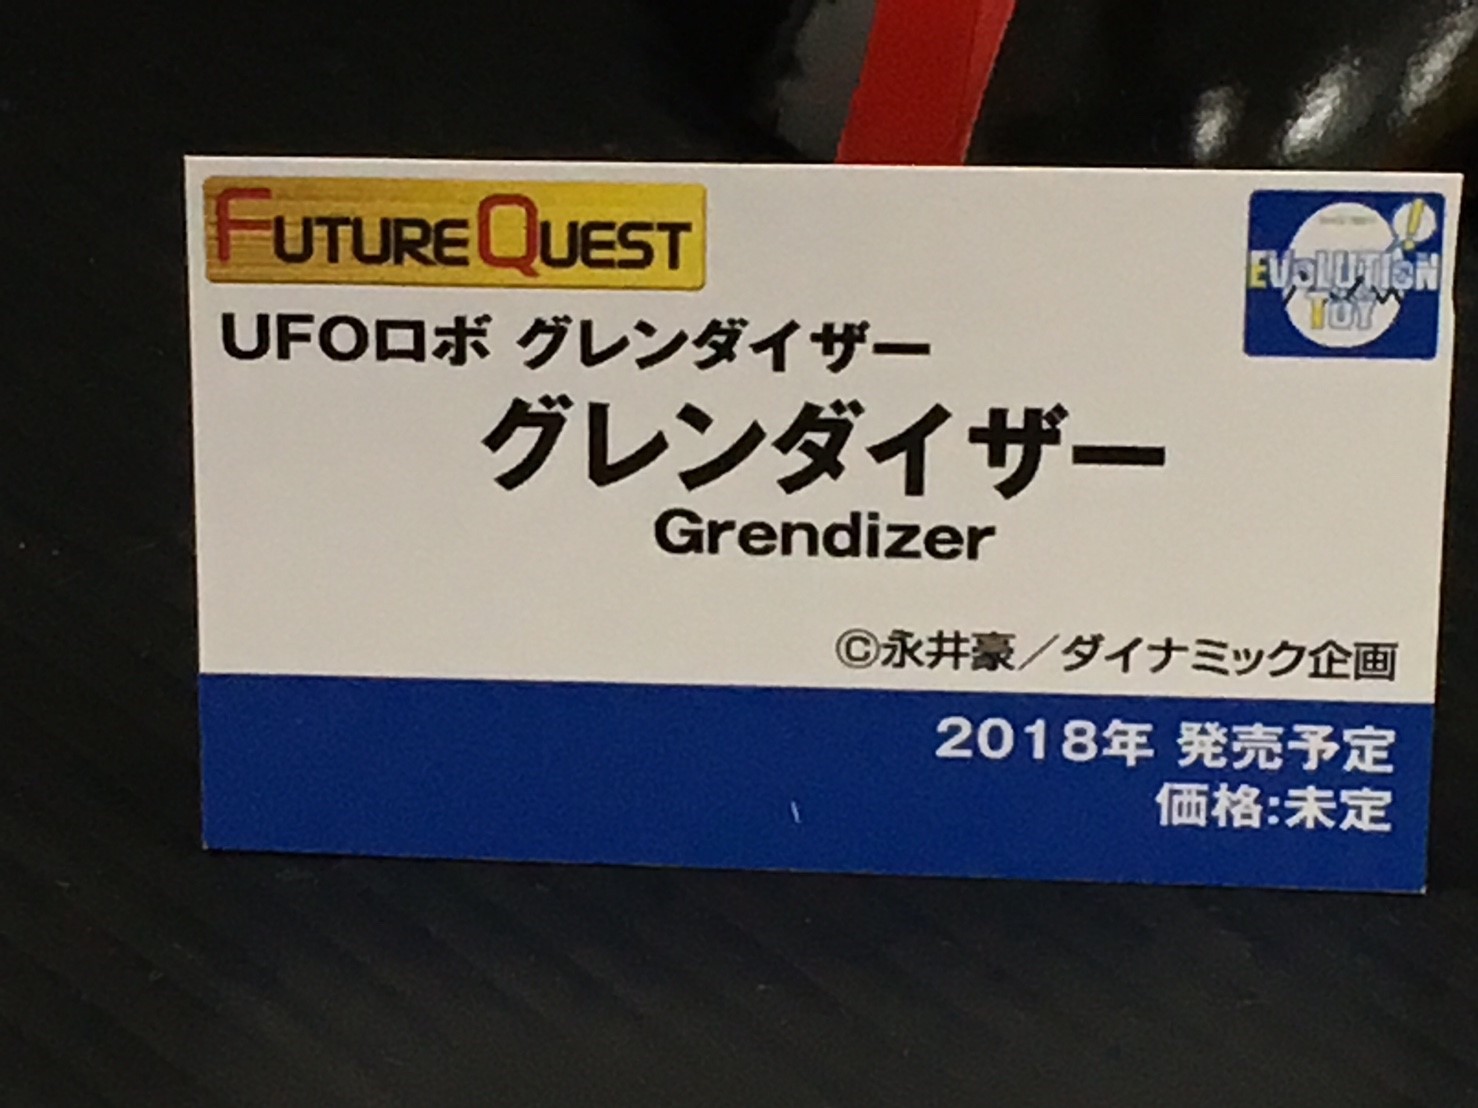 FUTURE QUEST
EVOLUTION
TOY
UFOロボ グレンダイザー
グレンダイザー
Grendizer
©永井豪／ダイナミック企画
2018年 発売予定
価格:未定